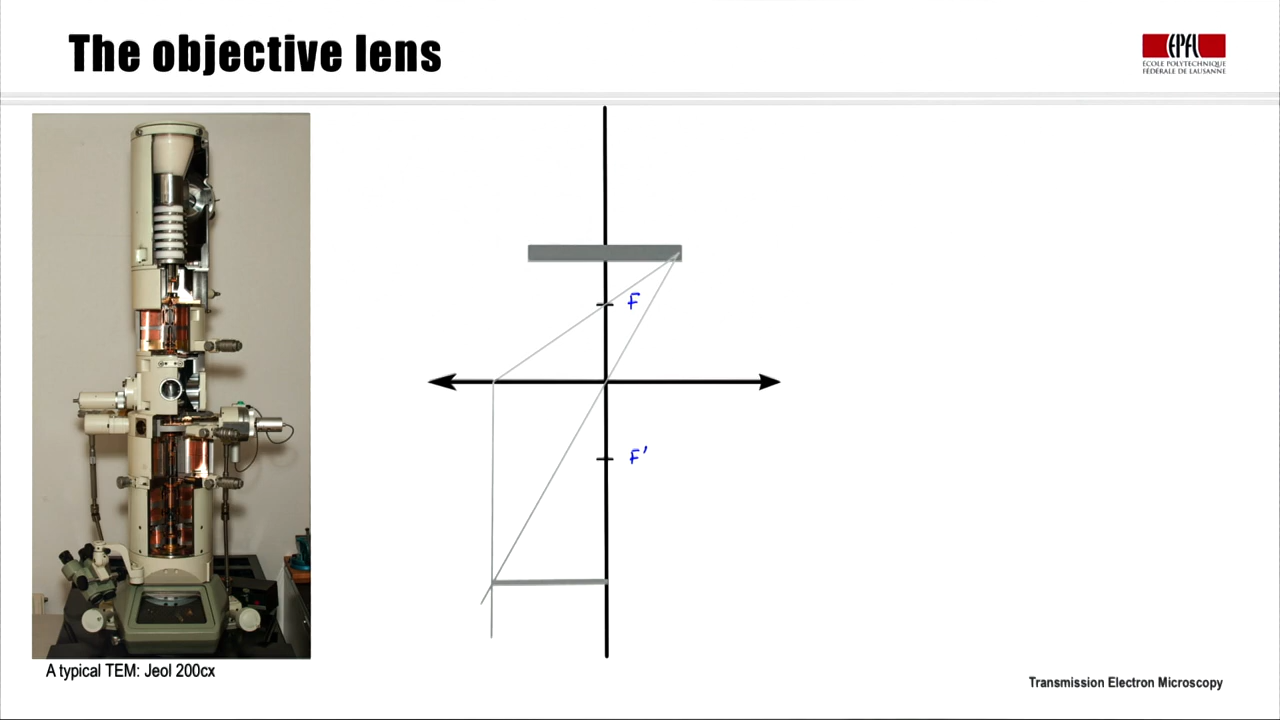 The objective lens
EPFL
ÉCOLE POLYTECHNIQUE
FÉDÉRALE DE LAUSANNE
F
F'
A typical TEM: Jeol 200cx
Transmission Electron Microscopy